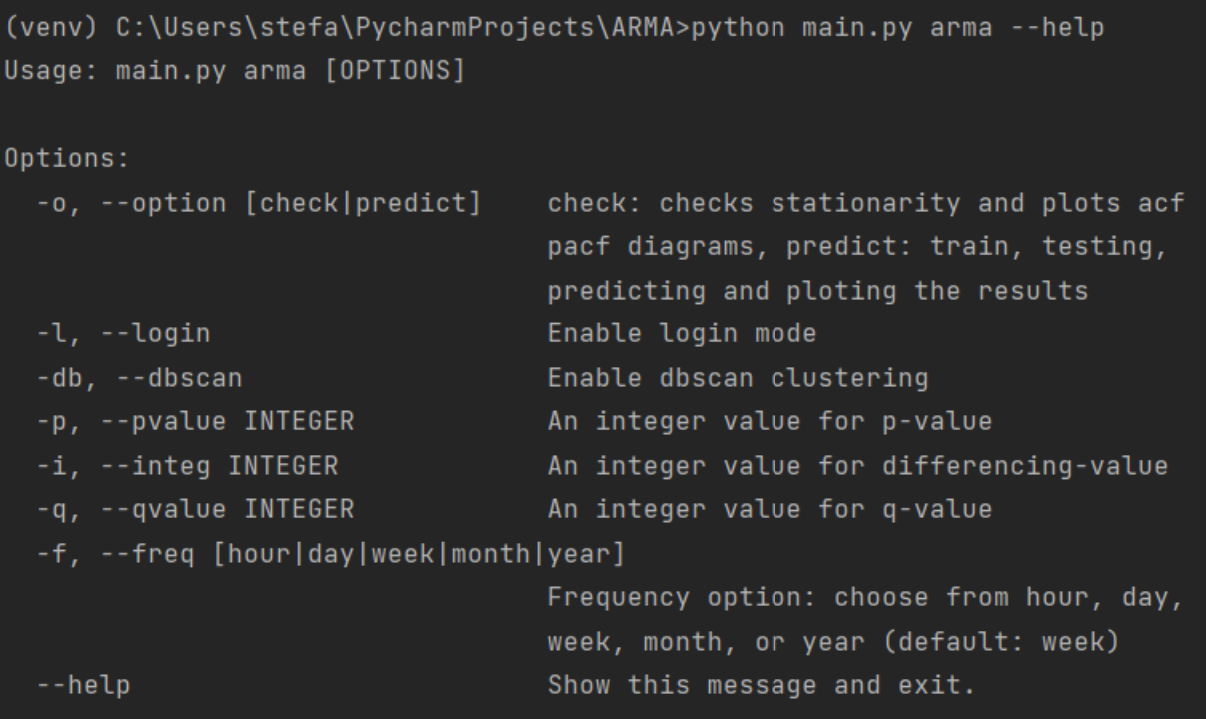 (venv) C:\Users\stefa\PycharmProjects\ARMA>python main.py arma --help
Usage: main.py arma [OPTIONS]
Options:
-o, --option [check|predict] check: checks stationarity and plots acf
pacf diagrams, predict: train, testing,
predicting and ploting the results
-l, --login Enable login mode
-db, --dbscan Enable dbscan clustering
-p, --pvalue INTEGER An integer value for p-value
-i, --integ INTEGER An integer value for differencing-value
-q, --qvalue INTEGER An integer value for q-value
-f, --freq [hour|day|week|month|year]
Frequency option: choose from hour, day,
week, month, or year (default: week)
--help Show this message and exit.